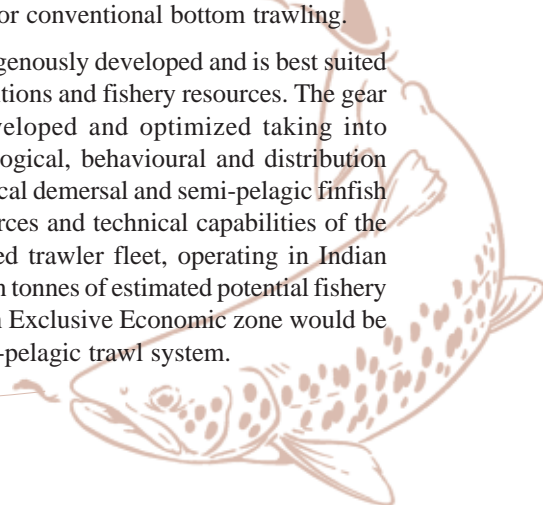 or conventional bottom trawling.
genously developed and is best suited
tions and fishery resources. The gear
veloped and optimized taking into
logical, behavioural and distribution
cal demersal and semi-pelagic finfish
rces and technical capabilities of the
ed trawler fleet, operating in Indian
n tonnes of estimated potential fishery
n Exclusive Economic zone would be
-pelagic trawl system.